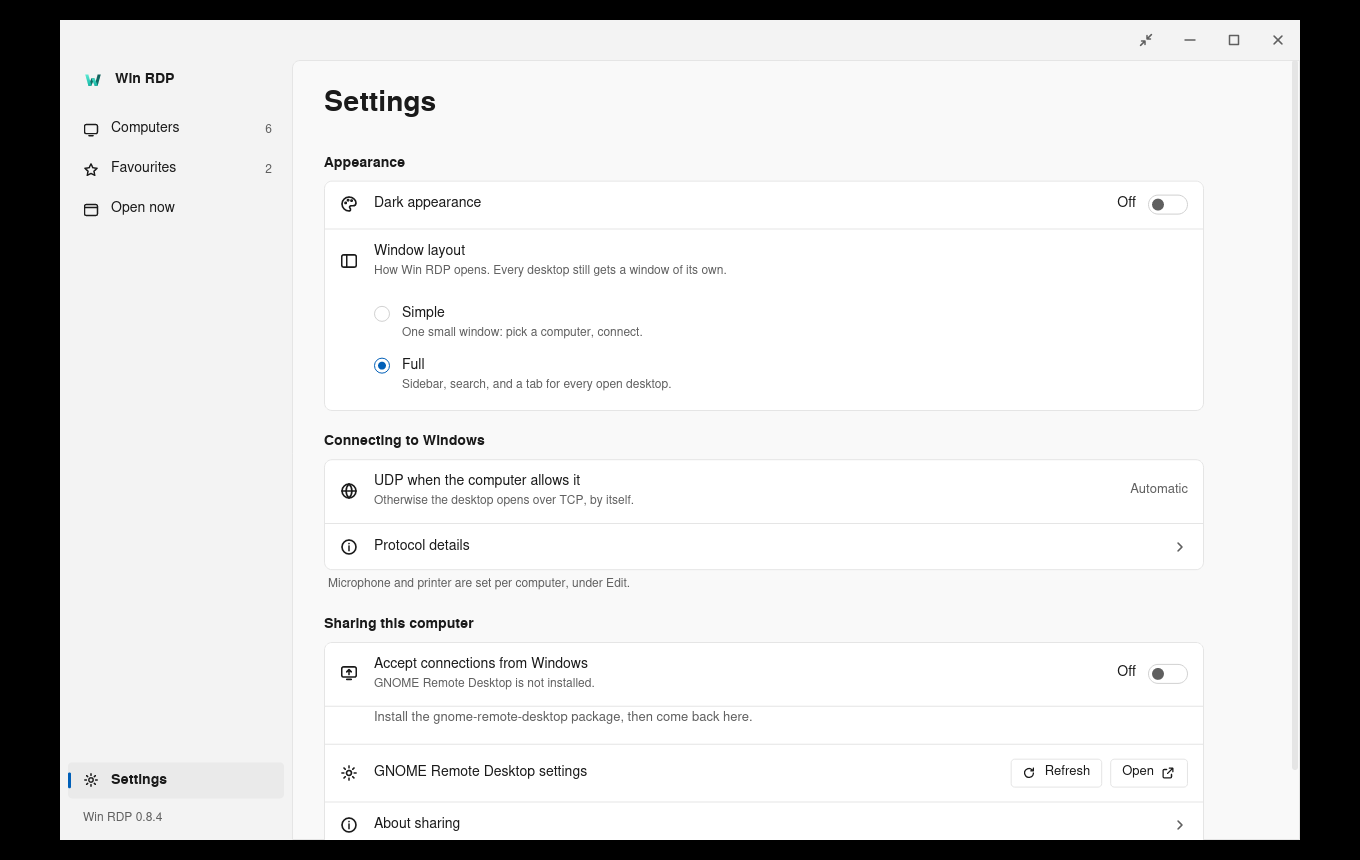 Win RDP
Computers 6
Favourites 2
Open now
Settings
Appearance
Dark appearance Off
Window layout
How Win RDP opens. Every desktop still gets a window of its own.
Simple
One small window: pick a computer, connect.
Full
Sidebar, search, and a tab for every open desktop.
Connecting to Windows
UDP when the computer allows it
Otherwise the desktop opens over TCP, by itself.
Automatic
Protocol details
Microphone and printer are set per computer, under Edit.
Sharing this computer
Accept connections from Windows
GNOME Remote Desktop is not installed.
Off
Install the gnome-remote-desktop package, then come back here.
GNOME Remote Desktop settings Refresh Open
About sharing
Settings
Win RDP 0.8.4